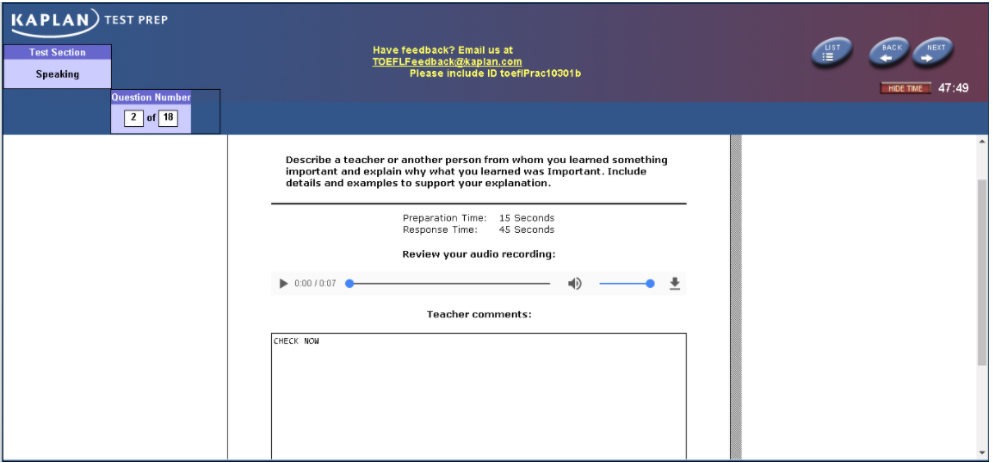 KAPLAN TEST PREP
Test Section
Speaking
Question Number
2 of 18
Have feedback? Email us at
TOEFLFeedback@kaplan.com
Please include ID toeflPrac10301b
LIST
BACK
NEXT
HIDE TIME 47:49
Describe a teacher or another person from whom you learned something
important and explain why what you learned was Important. Include
details and examples to support your explanation.
Preparation Time: 15 Seconds
Response Time: 45 Seconds
Review your audio recording:
0:00 / 0:07
Teacher comments:
CHECK NOW